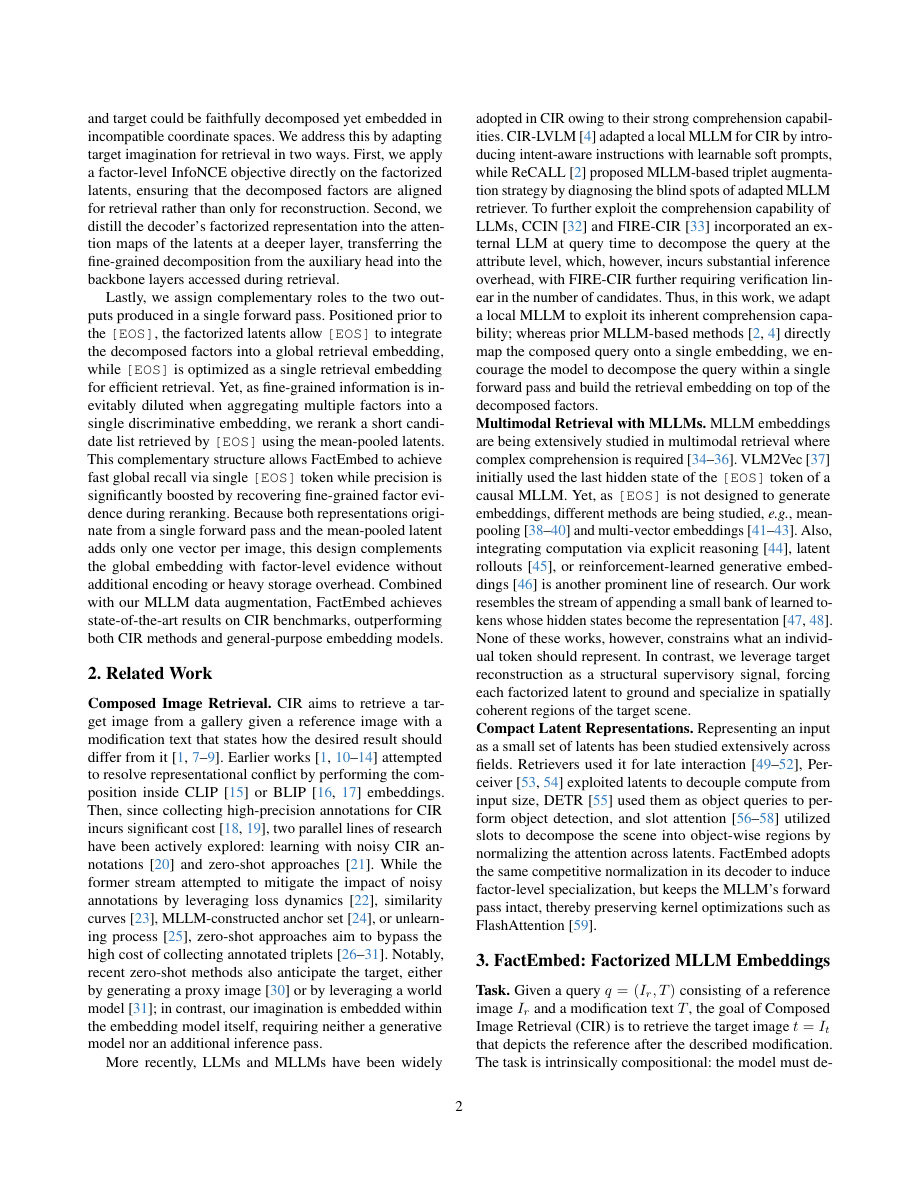 and target could be faithfully decomposed yet embedded in
incompatible coordinate spaces. We address this by adapting
target imagination for retrieval in two ways. First, we apply
a factor-level InfoNCE objective directly on the factorized
latents, ensuring that the decomposed factors are aligned
for retrieval rather than only for reconstruction. Second, we
distill the decoder's factorized representation into the atten-
tion maps of the latents at a deeper layer, transferring the
fine-grained decomposition from the auxiliary head into the
backbone layers accessed during retrieval.
Lastly, we assign complementary roles to the two out-
puts produced in a single forward pass. Positioned prior to
the [EOS], the factorized latents allow [EOS] to integrate
the decomposed factors into a global retrieval embedding,
while [EOS] is optimized as a single retrieval embedding
for efficient retrieval. Yet, as fine-grained information is in-
evitably diluted when aggregating multiple factors into a
single discriminative embedding, we rerank a short candi-
date list retrieved by [EOS] using the mean-pooled latents.
This complementary structure allows FactEmbed to achieve
fast global recall via single [EOS] token while precision is
significantly boosted by recovering fine-grained factor evi-
dence during reranking. Because both representations origi-
nate from a single forward pass and the mean-pooled latent
adds only one vector per image, this design complements
the global embedding with factor-level evidence without
additional encoding or heavy storage overhead. Combined
with our MLLM data augmentation, FactEmbed achieves
state-of-the-art results on CIR benchmarks, outperforming
both CIR methods and general-purpose embedding models.
2. Related Work
Composed Image Retrieval. CIR aims to retrieve a tar-
get image from a gallery given a reference image with a
modification text that states how the desired result should
differ from it [1, 7–9]. Earlier works [1, 10–14] attempted
to resolve representational conflict by performing the com-
position inside CLIP [15] or BLIP [16, 17] embeddings.
Then, since collecting high-precision annotations for CIR
incurs significant cost [18, 19], two parallel lines of research
have been actively explored: learning with noisy CIR an-
notations [20] and zero-shot approaches [21]. While the
former stream attempted to mitigate the impact of noisy
annotations by leveraging loss dynamics [22], similarity
curves [23], MLLM-constructed anchor set [24], or unlearn-
ing process [25], zero-shot approaches aim to bypass the
high cost of collecting annotated triplets [26–31]. Notably,
recent zero-shot methods also anticipate the target, either
by generating a proxy image [30] or by leveraging a world
model [31]; in contrast, our imagination is embedded within
the embedding model itself, requiring neither a generative
model nor an additional inference pass.
More recently, LLMs and MLLMs have been widely
adopted in CIR owing to their strong comprehension capabil-
ities. CIR-LVLM [4] adapted a local MLLM for CIR by intro-
ducing intent-aware instructions with learnable soft prompts,
while ReCALL [2] proposed MLLM-based triplet augmenta-
tion strategy by diagnosing the blind spots of adapted MLLM
retriever. To further exploit the comprehension capability of
LLMs, CCIN [32] and FIRE-CIR [33] incorporated an ex-
ternal LLM at query time to decompose the query at the
attribute level, which, however, incurs substantial inference
overhead, with FIRE-CIR further requiring verification lin-
ear in the number of candidates. Thus, in this work, we adapt
a local MLLM to exploit its inherent comprehension capa-
bility; whereas prior MLLM-based methods [2, 4] directly
map the composed query onto a single embedding, we en-
courage the model to decompose the query within a single
forward pass and build the retrieval embedding on top of the
decomposed factors.
Multimodal Retrieval with MLLMs. MLLM embeddings
are being extensively studied in multimodal retrieval where
complex comprehension is required [34–36]. VLM2Vec [37]
initially used the last hidden state of the [EOS] token of a
causal MLLM. Yet, as [EOS] is not designed to generate
embeddings, different methods are being studied, e.g., mean-
pooling [38–40] and multi-vector embeddings [41–43]. Also,
integrating computation via explicit reasoning [44], latent
rollouts [45], or reinforcement-learned generative embed-
dings [46] is another prominent line of research. Our work
resembles the stream of appending a small bank of learned to-
kens whose hidden states become the representation [47, 48].
None of these works, however, constrains what an individ-
ual token should represent. In contrast, we leverage target
reconstruction as a structural supervisory signal, forcing
each factorized latent to ground and specialize in spatially
coherent regions of the target scene.
Compact Latent Representations. Representing an input
as a small set of latents has been studied extensively across
fields. Retrievers used it for late interaction [49–52], Per-
ceiver [53, 54] exploited latents to decouple compute from
input size, DETR [55] used them as object queries to per-
form object detection, and slot attention [56–58] utilized
slots to decompose the scene into object-wise regions by
normalizing the attention across latents. FactEmbed adopts
the same competitive normalization in its decoder to induce
factor-level specialization, but keeps the MLLM's forward
pass intact, thereby preserving kernel optimizations such as
FlashAttention [59].
3. FactEmbed: Factorized MLLM Embeddings
Task. Given a query q = (I_r, T) consisting of a reference
image I_r and a modification text T, the goal of Composed
Image Retrieval (CIR) is to retrieve the target image t = I_t
that depicts the reference after the described modification.
The task is intrinsically compositional: the model must de-
2